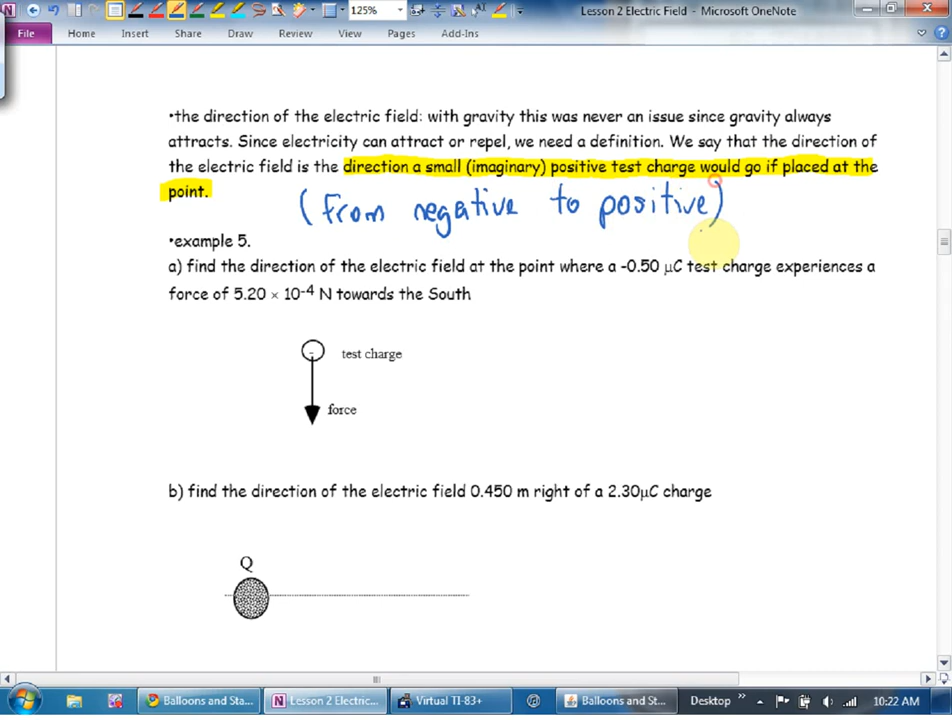 Lesson 2 Electric Field - Microsoft OneNote
125%
File Home Insert Share Draw Review View Pages Add-Ins
•the direction of the electric field: with gravity this was never an issue since gravity always
attracts. Since electricity can attract or repel, we need a definition. We say that the direction of
the electric field is the direction a small (imaginary) positive test charge would go if placed at the
point.
(from negative to positive)
•example 5.
a) find the direction of the electric field at the point where a -0.50 μC test charge experiences a
force of 5.20 × 10⁻⁴ N towards the South
test charge
force
b) find the direction of the electric field 0.450 m right of a 2.30μC charge
Q
Balloons and Sta... Lesson 2 Electric... Virtual TI-83+ Balloons and St... Desktop » 10:22 AM